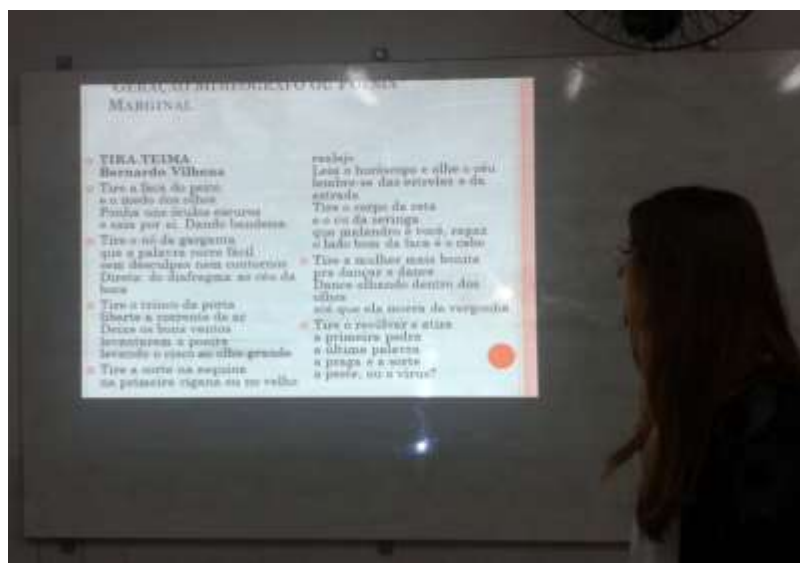 GERAÇÃO MIMEÓGRAFO OU POESIA
MARGINAL
TIRA-TEIMA
Bernardo Vilhena
Tire a faca do peito
e o medo dos olhos
Ponha uns óculos escuros
e saia por aí. Dando bandeira
Tire o nó da garganta
que a palavra corre fácil
sem desculpas nem contornos
Direta: do diafragma ao céu da
boca
Tire o trinco da porta
liberte a corrente de ar
Deixe os bons ventos
levantarem a poeira
levando o cisco ao olho grande
Tire a sorte na esquina
na primeira cigana ou no velho
realejo
Leia o horóscopo e olhe o céu
lembre-se das estrelas e da
estrada
Tire o corpo da reta
e o cu da seringa
que malandro é você, rapaz
o lado bom da faca é o cabo
Tire a mulher mais bonita
pra dançar e dance
Dance olhando dentro dos
olhos
até que ela morra de vergonha
Tire o revólver e atire
a primeira pedra
a última palavra
a praga e a sorte
a peste, ou o vírus?